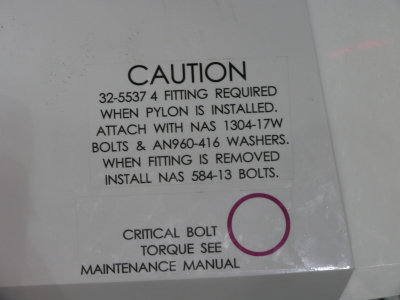 CAUTION
32-5537 4 FITTING REQUIRED
WHEN PYLON IS INSTALLED.
ATTACH WITH NAS 1304-17W
BOLTS & AN960-416 WASHERS.
WHEN FITTING IS REMOVED
INSTALL NAS 584-13 BOLTS.
CRITICAL BOLT
TORQUE SEE
MAINTENANCE MANUAL